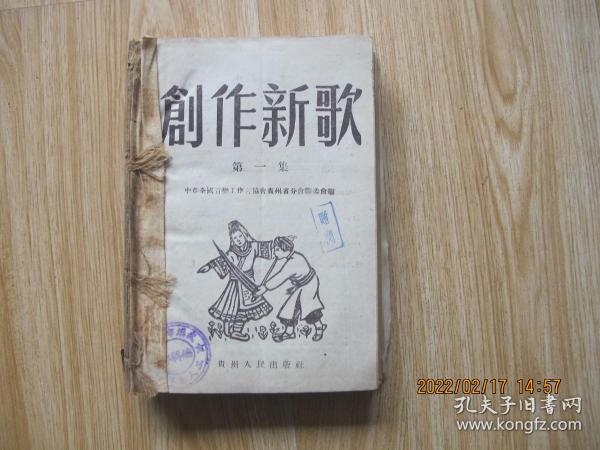 創作新歌
第一集
中華全國音樂工作者協會貴州省分會籌委會編
貴州人民出版社
2022/02/17 14:57
孔夫子旧书网
www.kongfz.com